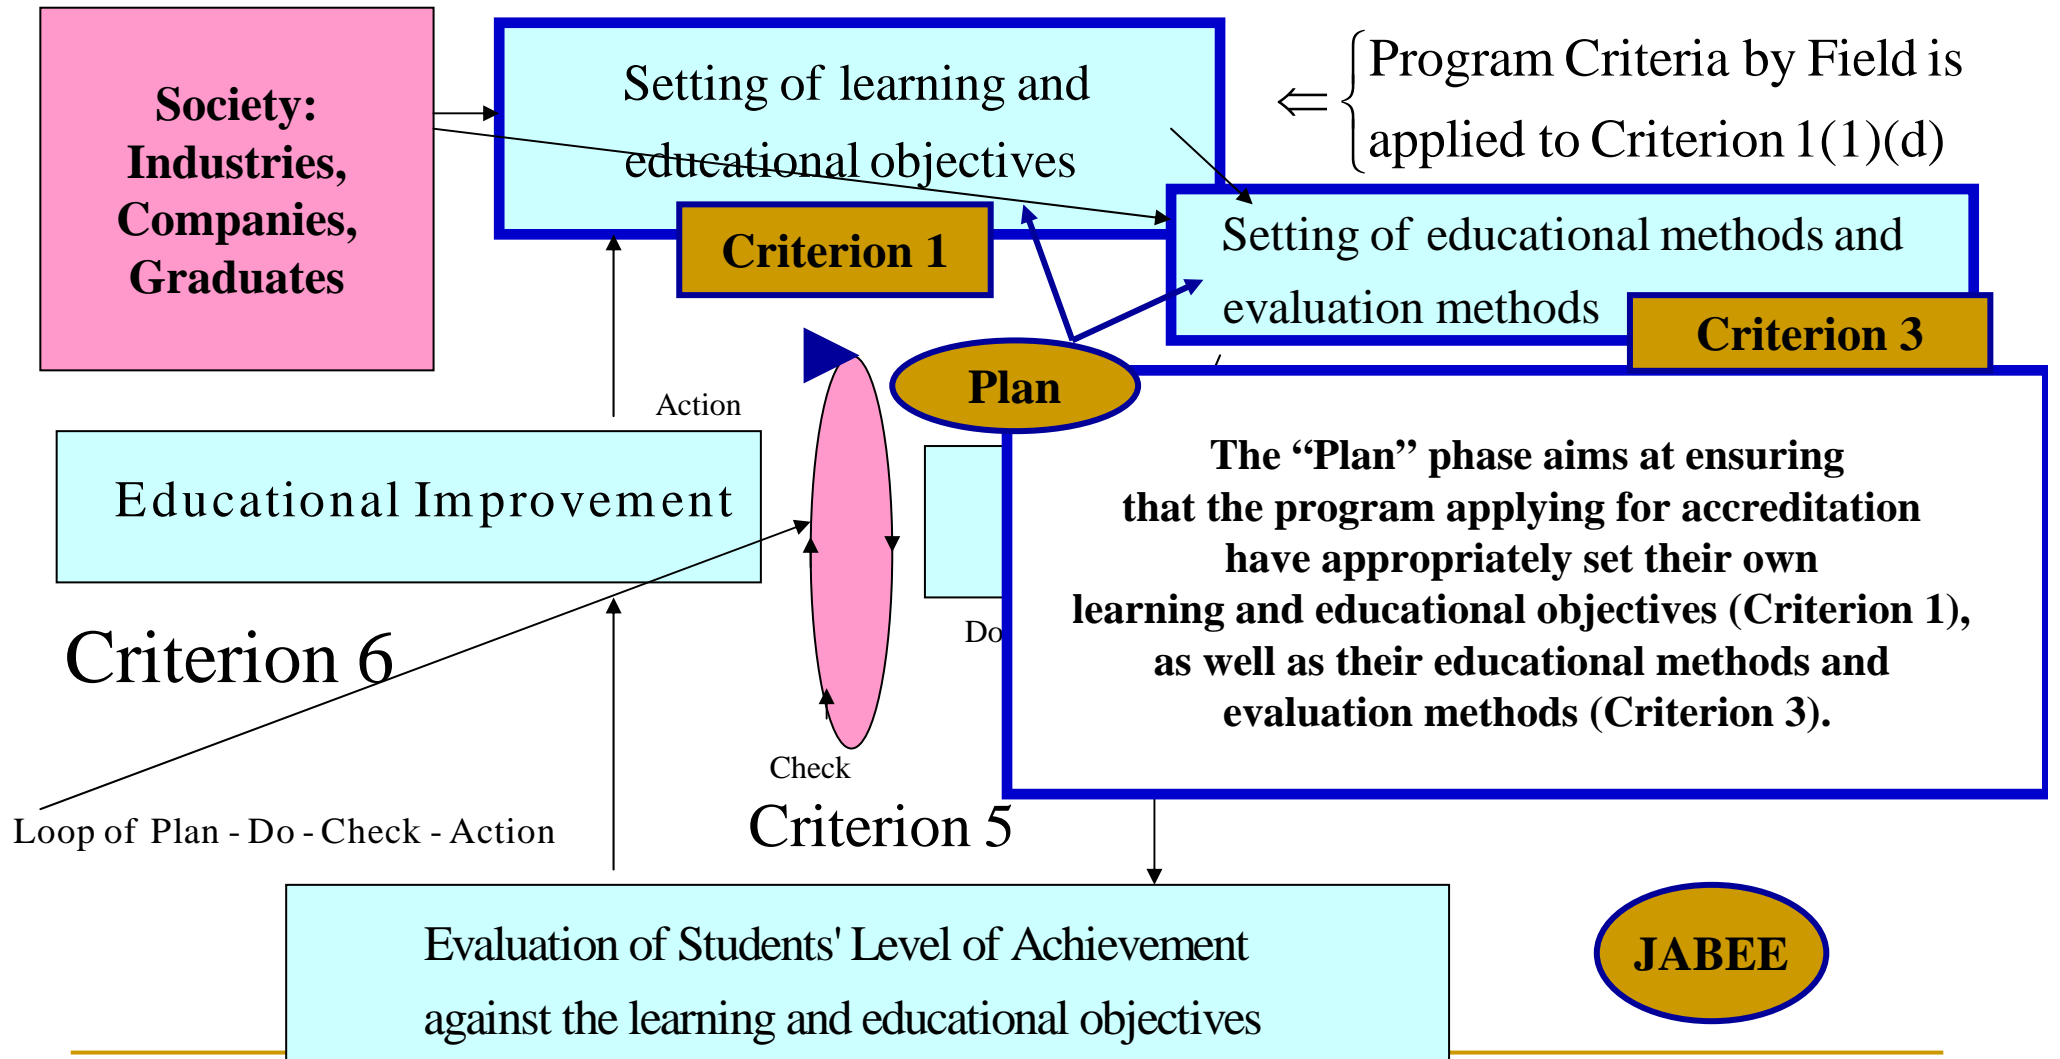 Society:
Industries,
Companies,
Graduates
Setting of learning and
educational objectives
Criterion 1
Program Criteria by Field is
applied to Criterion 1(1)(d)
Setting of educational methods and
evaluation methods
Criterion 3
Plan
Action
Educational Improvement
Criterion 6
The “Plan” phase aims at ensuring
that the program applying for accreditation
have appropriately set their own
learning and educational objectives (Criterion 1),
as well as their educational methods and
evaluation methods (Criterion 3).
Do
Check
Criterion 5
Loop of Plan - Do - Check - Action
Evaluation of Students' Level of Achievement
against the learning and educational objectives
JABEE